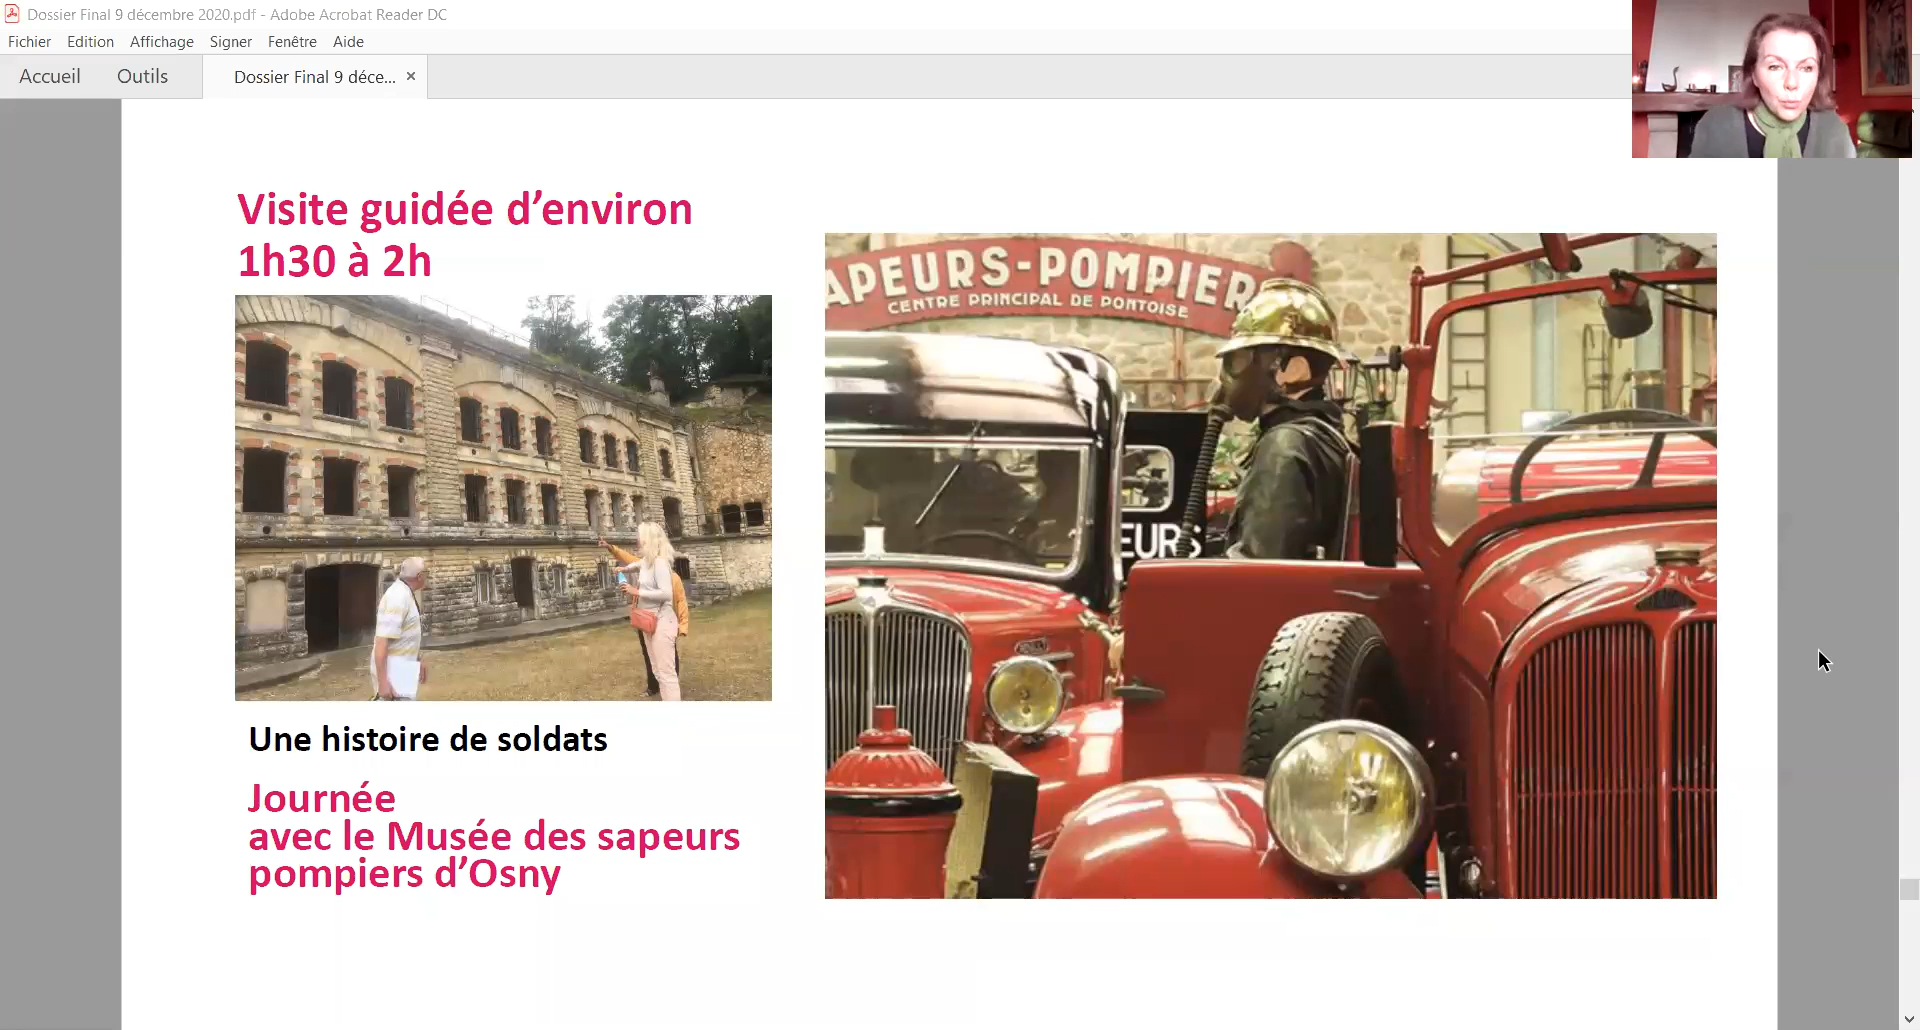 Dossier Final 9 décembre 2020.pdf - Adobe Acrobat Reader DC
Fichier Edition Affichage Signer Fenêtre Aide
Accueil Outils Dossier Final 9 déce... ×
Visite guidée d’environ
1h30 à 2h
APEURS-POMPIER
CENTRE PRINCIPAL DE PONTOISE
EURS
Une histoire de soldats
Journée
avec le Musée des sapeurs
pompiers d’Osny